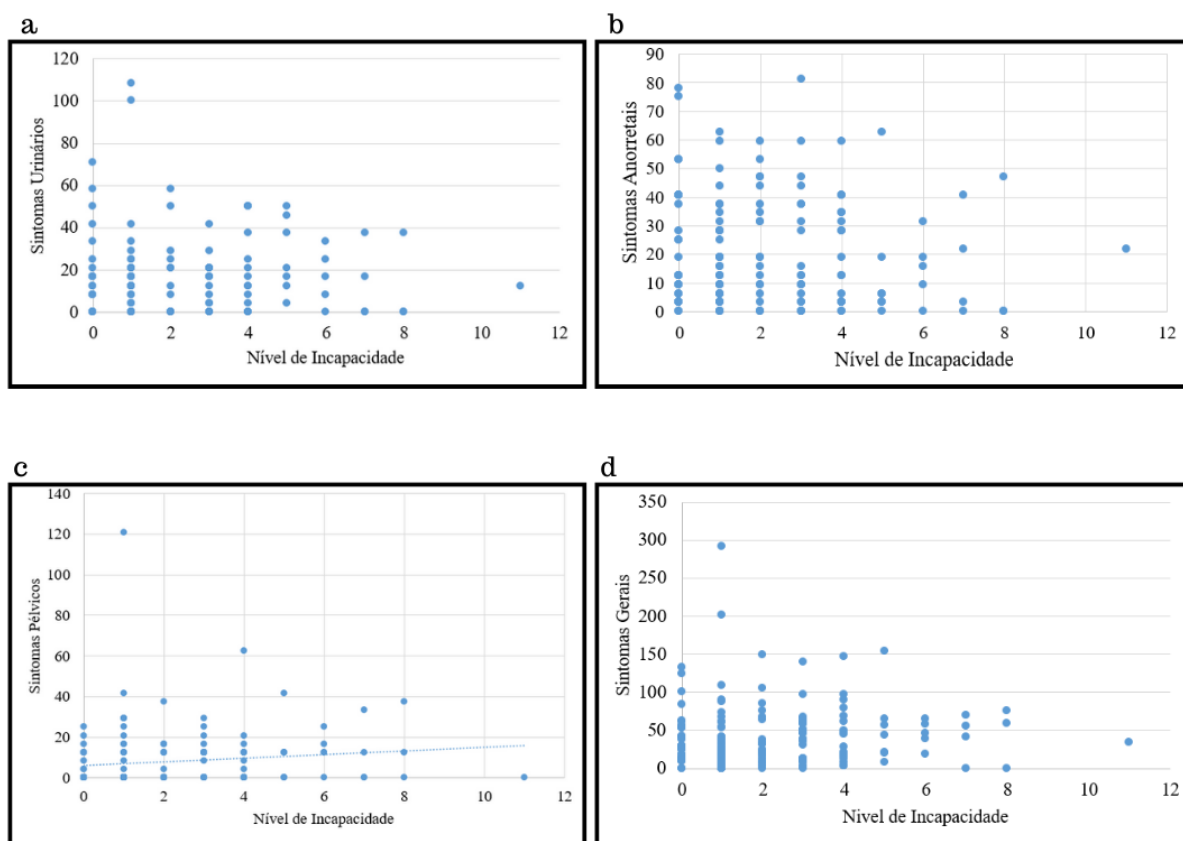 a
120
100
80
60
40
20
0
Sintomas Urinários
0 2 4 6 8 10 12
Nível de Incapacidade
b
90
80
70
60
50
40
30
20
10
0
Sintomas Anorretais
0 2 4 6 8 10 12
Nível de Incapacidade
c
140
120
100
80
60
40
20
0
Sintomas Pélvicos
0 2 4 6 8 10 12
Nível de Incapacidade
d
350
300
250
200
150
100
50
0
Sintomas Gerais
0 2 4 6 8 10 12
Nivel de Incapacidade